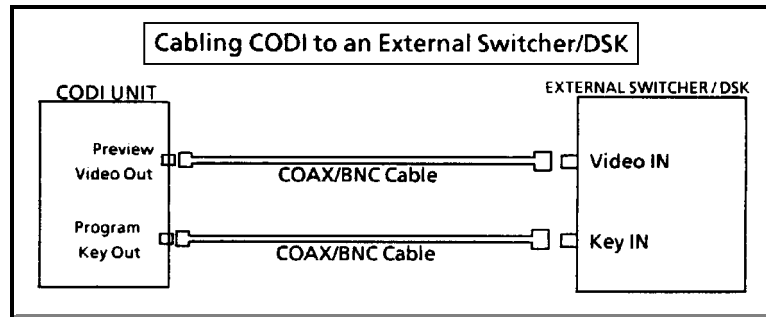 Cabling CODI to an External Switcher/DSK
CODI UNIT
EXTERNAL SWITCHER / DSK
Preview
Video Out
COAX/BNC Cable
Video IN
Program
Key Out
COAX/BNC Cable
Key IN